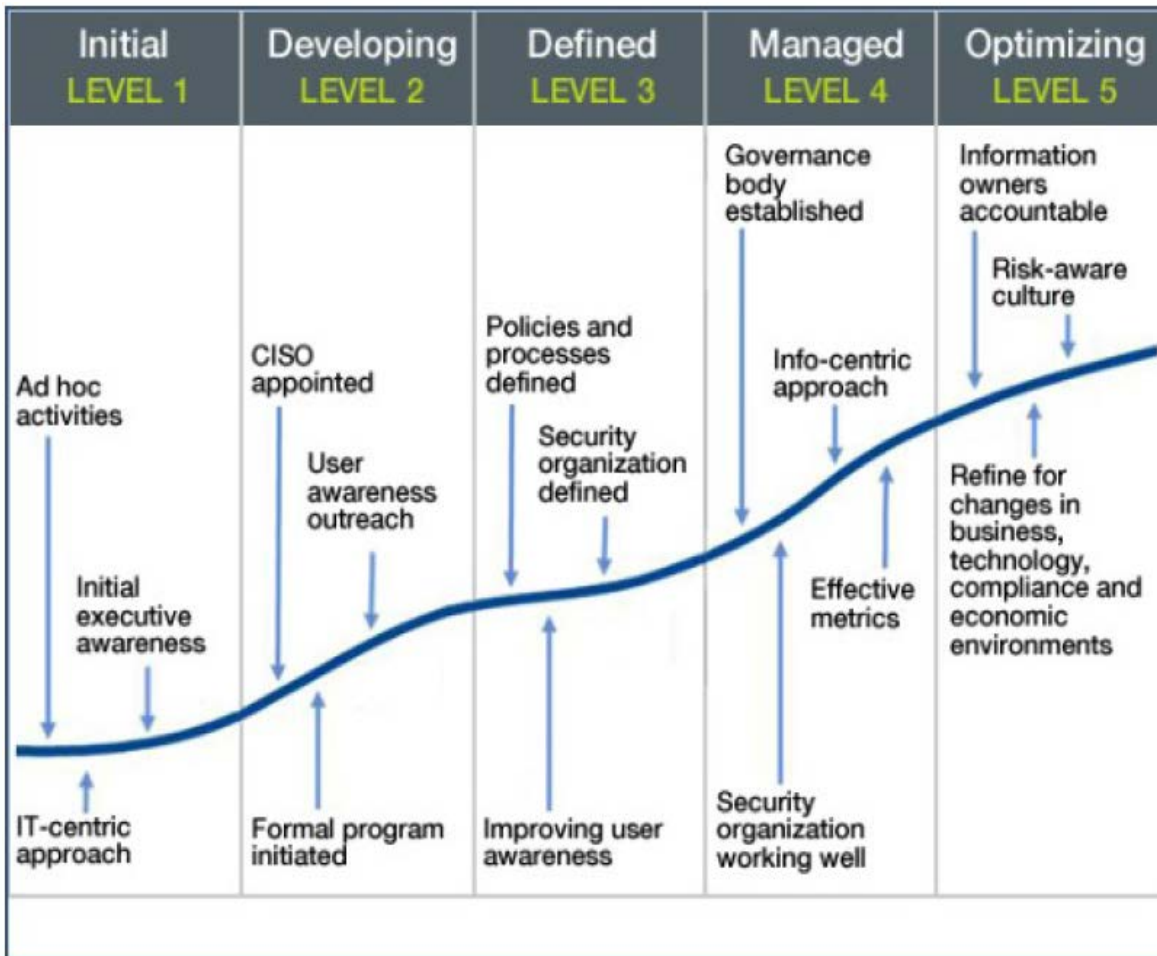 Initial
LEVEL 1
Developing
LEVEL 2
Defined
LEVEL 3
Managed
LEVEL 4
Optimizing
LEVEL 5
Ad hoc
activities
Initial
executive
awareness
IT-centric
approach
CISO
appointed
User
awareness
outreach
Formal program
initiated
Policies and
processes
defined
Security
organization
defined
Improving user
awareness
Governance
body
established
Info-centric
approach
Effective
metrics
Security
organization
working well
Information
owners
accountable
Risk-aware
culture
Refine for
changes in
business,
technology,
compliance and
economic
environments